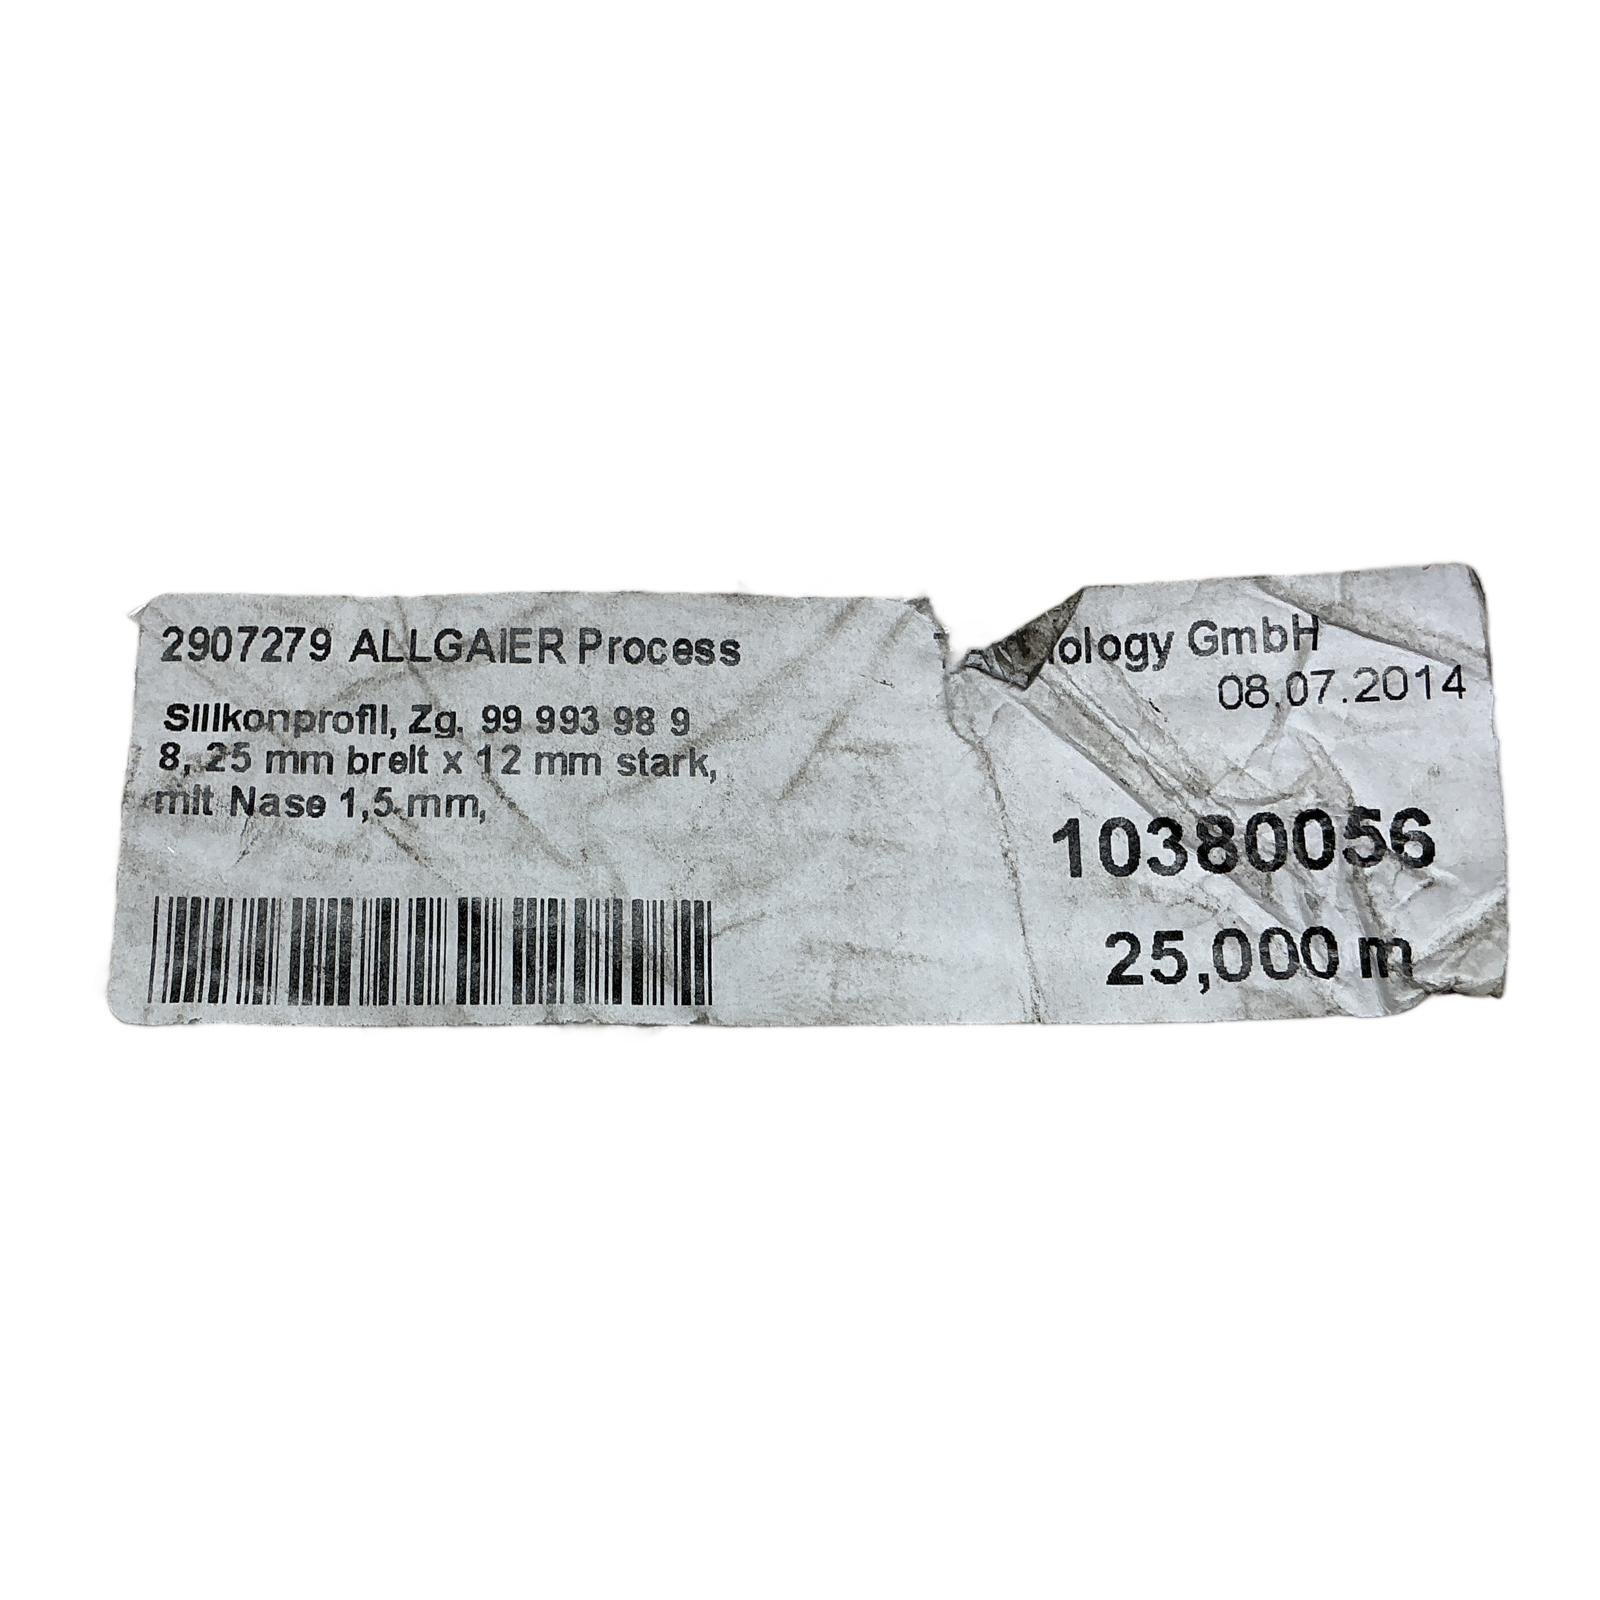 2907279 ALLGAIER Process ology GmbH
08.07.2014
Silikonprofil, Zg. 99 993 98 9
8, 25 mm breit x 12 mm stark,
mit Nase 1,5 mm,
10380056
25,000 m